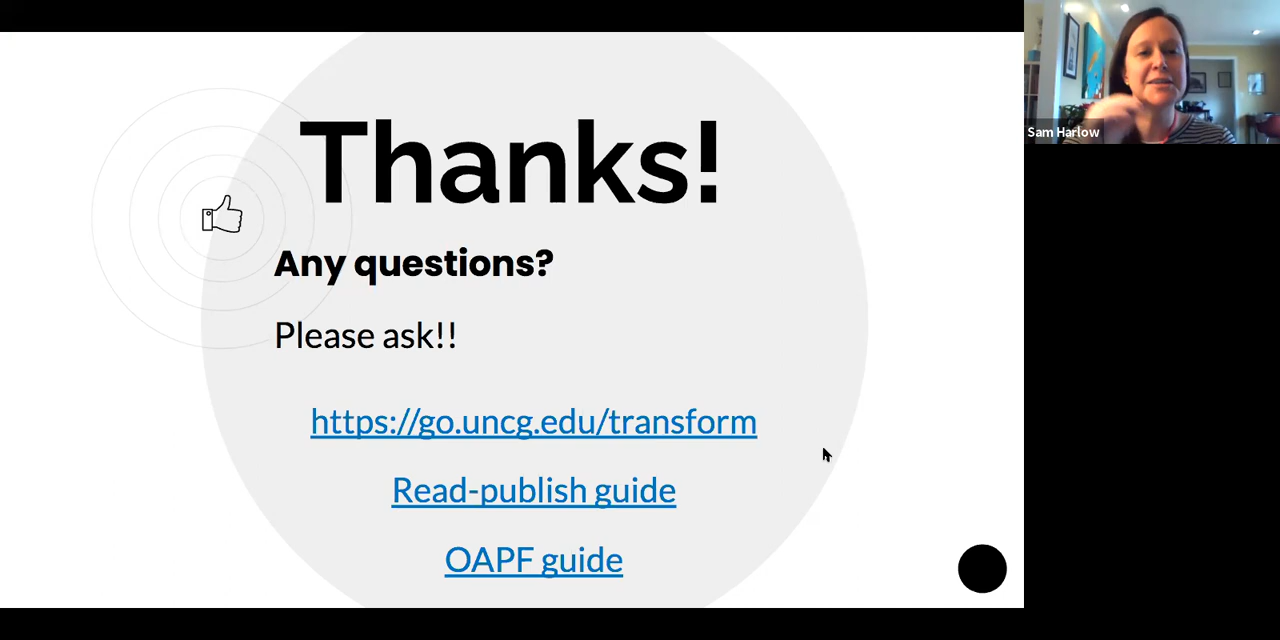 Thanks!
Any questions?
Please ask!!
https://go.uncg.edu/transform
Read-publish guide
OAPF guide
Sam Harlow